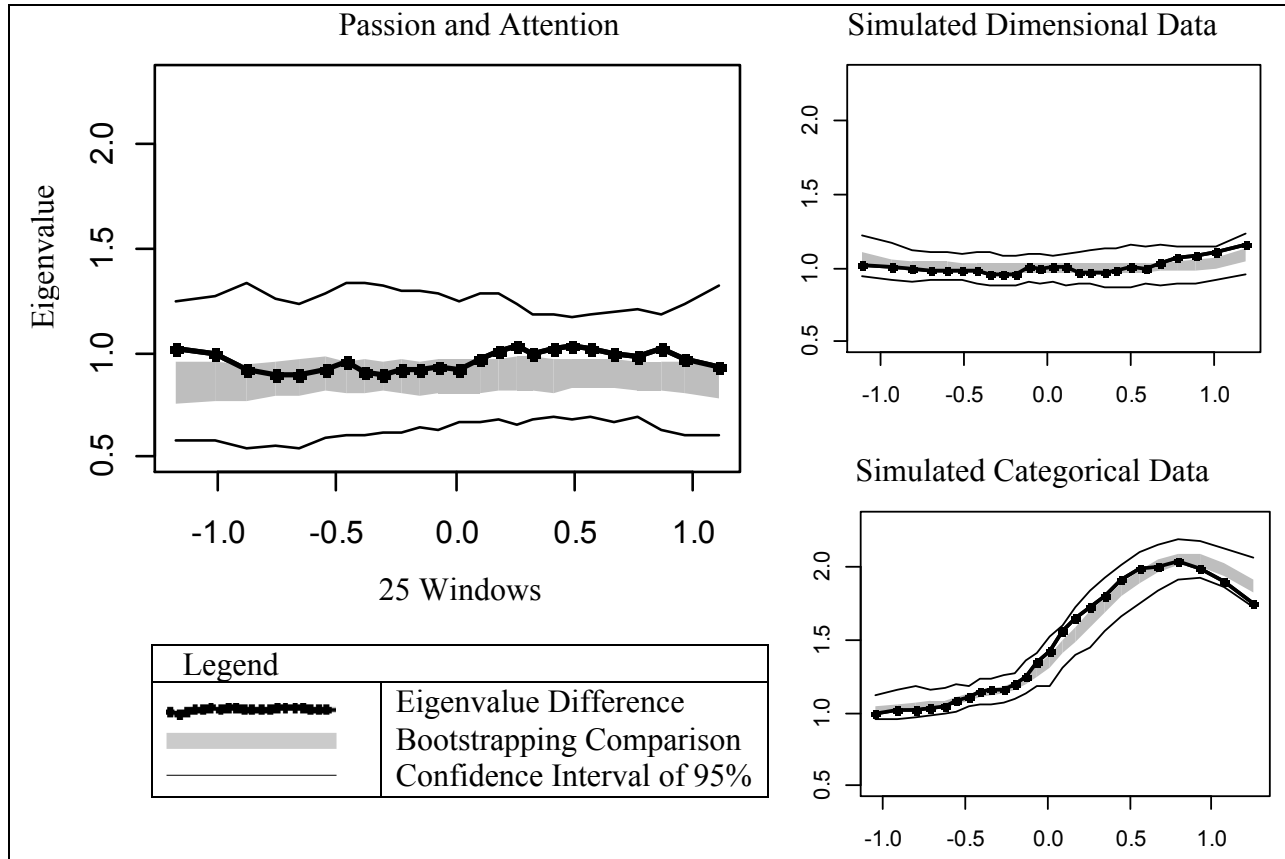 Passion and Attention
Eigenvalue
2.0
1.5
1.0
0.5
-1.0 -0.5 0.0 0.5 1.0
25 Windows
Simulated Dimensional Data
2.0
1.5
1.0
0.5
-1.0 -0.5 0.0 0.5 1.0
Simulated Categorical Data
2.0
1.5
1.0
0.5
-1.0 -0.5 0.0 0.5 1.0
Legend
Eigenvalue Difference
Bootstrapping Comparison
Confidence Interval of 95%